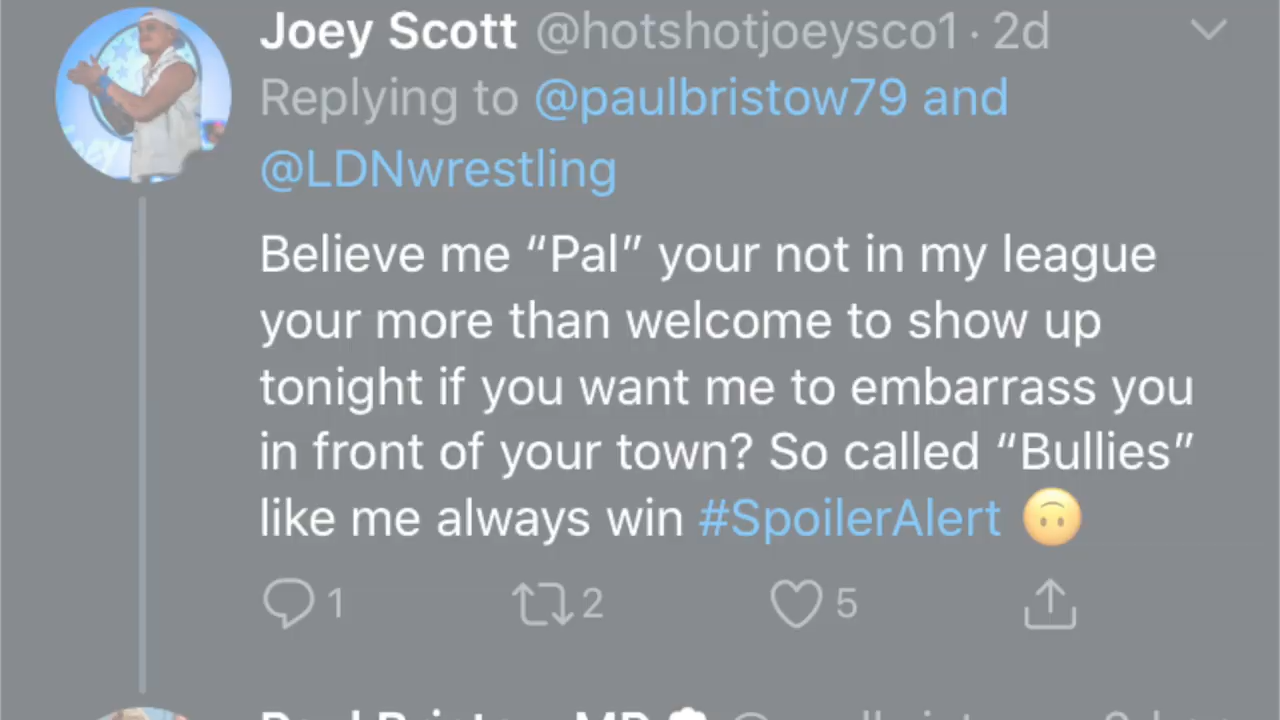 Joey Scott @hotshotjoeysco1 · 2d
Replying to @paulbristow79 and
@LDNwrestling
Believe me “Pal” your not in my league
your more than welcome to show up
tonight if you want me to embarrass you
in front of your town? So called “Bullies”
like me always win #SpoilerAlert 🙃
1 2 5